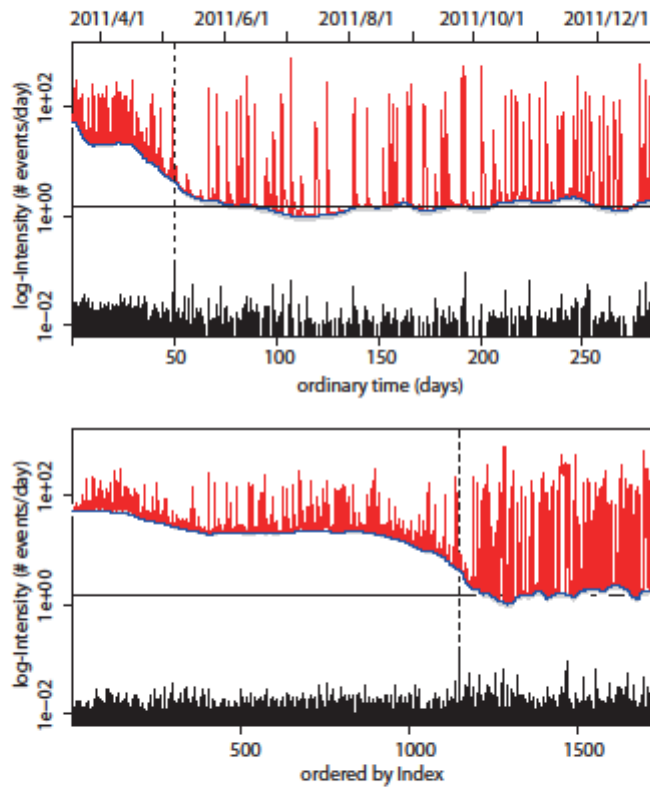 2011/4/1 2011/6/1 2011/8/1 2011/10/1 2011/12/1
log-Intensity (# events/day)
1e+02
1e+00
1e-02
50 100 150 200 250
ordinary time (days)
log-Intensity (# events/day)
1e+02
1e+00
1e-02
500 1000 1500
ordered by Index